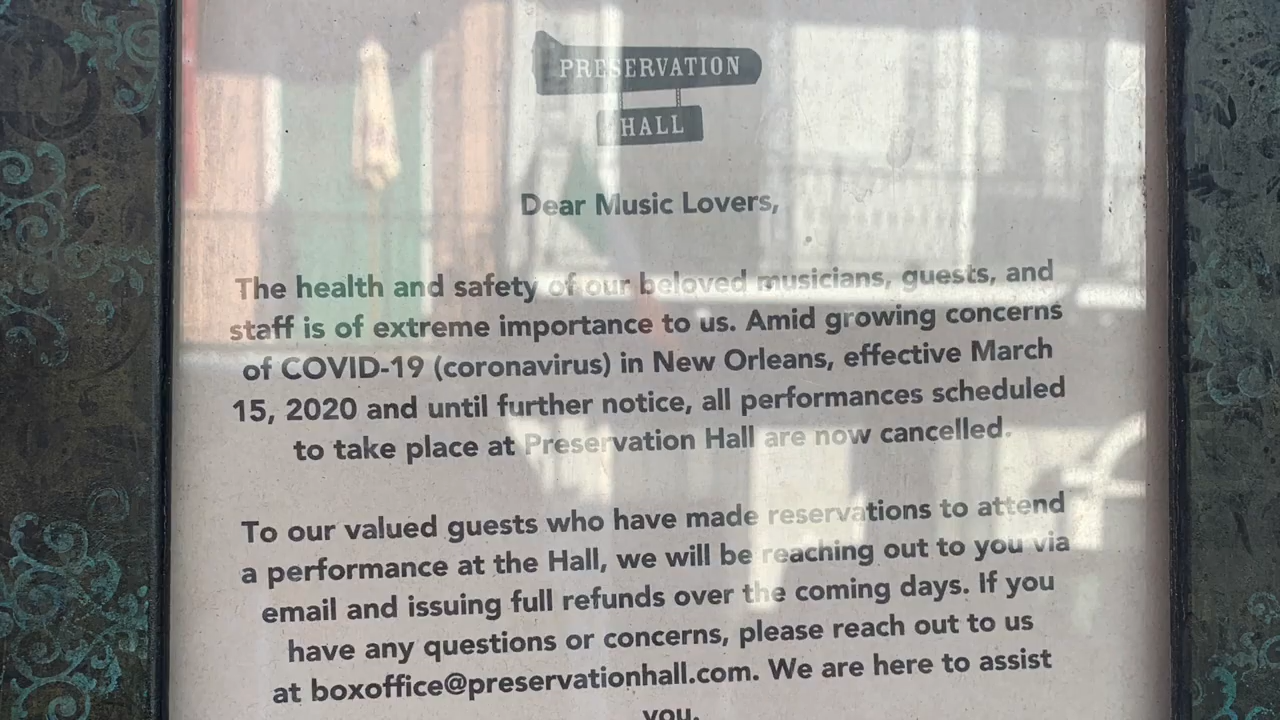 PRESERVATION
HALL
Dear Music Lovers,
The health and safety of our beloved musicians, guests, and
staff is of extreme importance to us. Amid growing concerns
of COVID-19 (coronavirus) in New Orleans, effective March
15, 2020 and until further notice, all performances scheduled
to take place at Preservation Hall are now cancelled.
To our valued guests who have made reservations to attend
a performance at the Hall, we will be reaching out to you via
email and issuing full refunds over the coming days. If you
have any questions or concerns, please reach out to us
at boxoffice@preservationhall.com. We are here to assist
you.